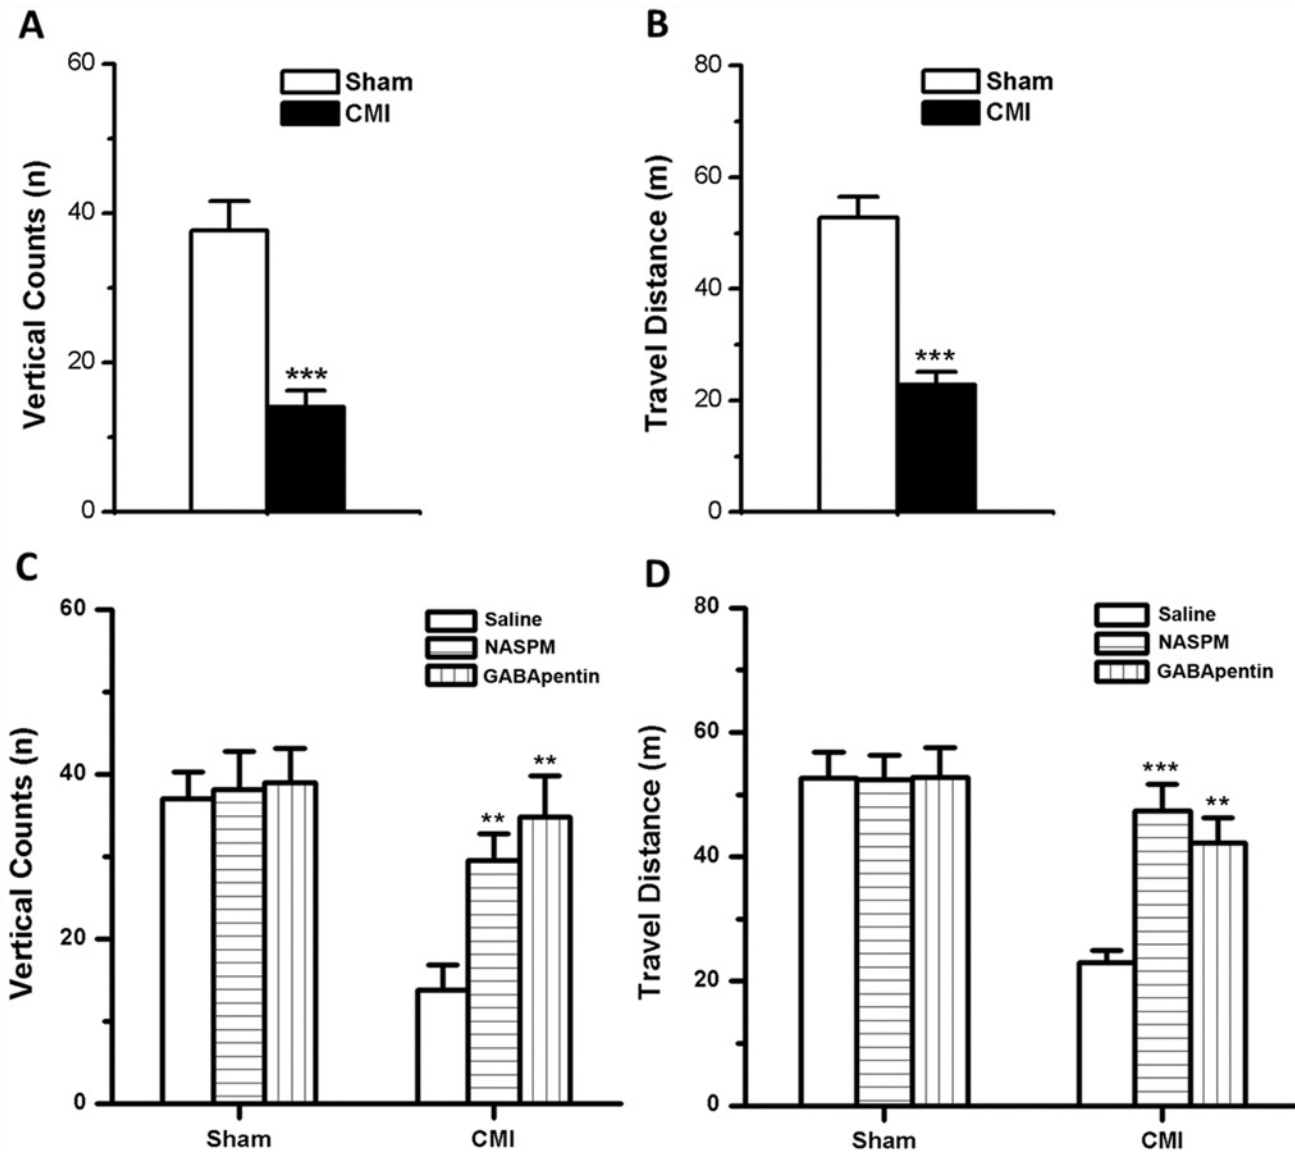 A
60
40
20
0
Vertical Counts (n)
Sham
CMI
***
B
80
60
40
20
0
Travel Distance (m)
Sham
CMI
***
C
60
40
20
0
Vertical Counts (n)
Saline
NASPM
GABApentin
**
**
Sham
CMI
D
80
60
40
20
0
Travel Distance (m)
Saline
NASPM
GABApentin
***
**
Sham
CMI